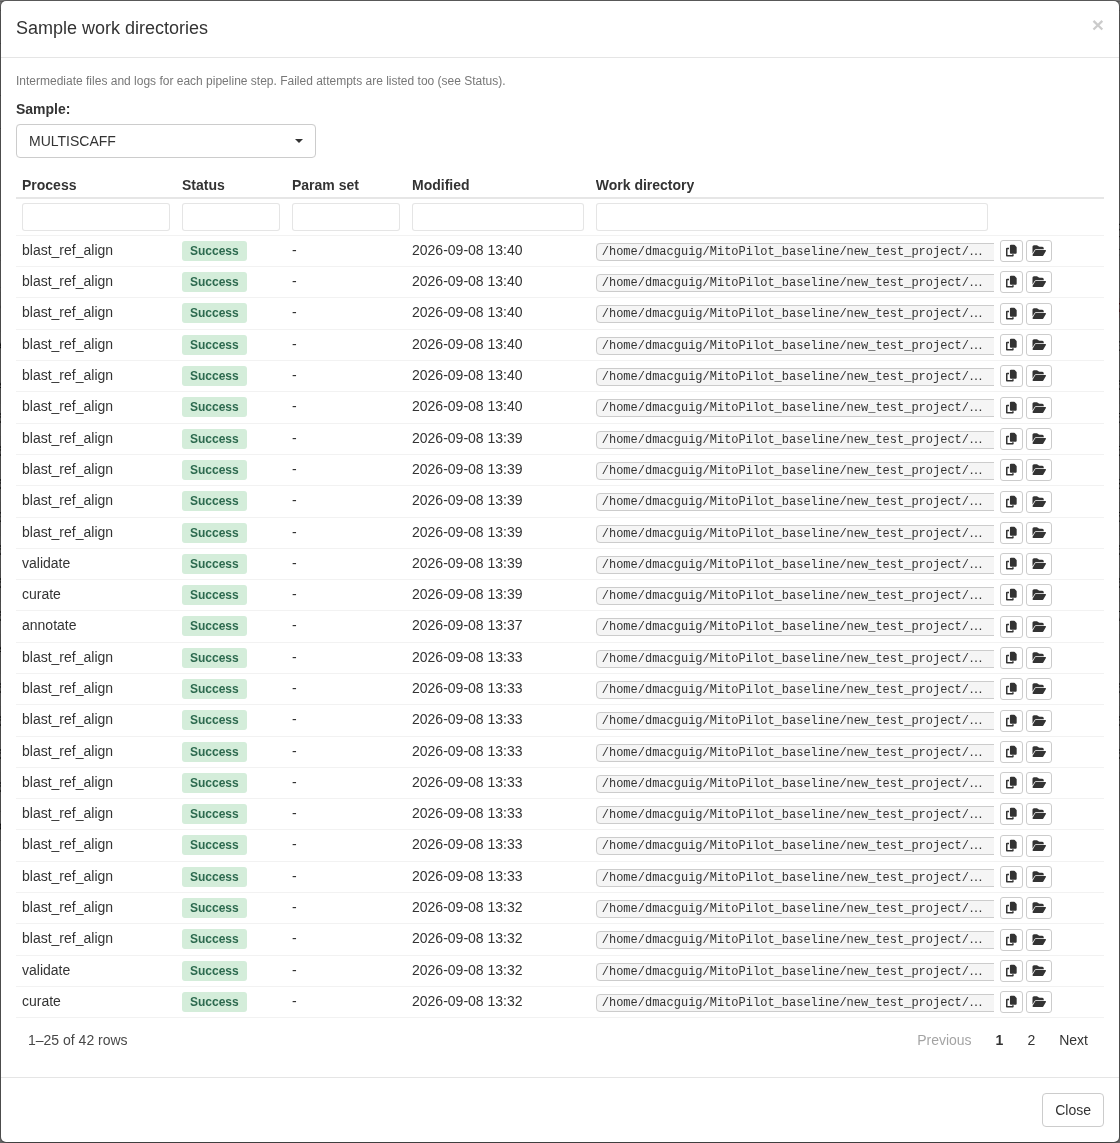 Sample work directories ×
Intermediate files and logs for each pipeline step. Failed attempts are listed too (see Status).
Sample:
MULTISCAFF
Process Status Param set Modified Work directory
blast_ref_align Success - 2026-09-08 13:40 /home/dmacguig/MitoPilot_baseline/new_test_project/...
blast_ref_align Success - 2026-09-08 13:40 /home/dmacguig/MitoPilot_baseline/new_test_project/...
blast_ref_align Success - 2026-09-08 13:40 /home/dmacguig/MitoPilot_baseline/new_test_project/...
blast_ref_align Success - 2026-09-08 13:40 /home/dmacguig/MitoPilot_baseline/new_test_project/...
blast_ref_align Success - 2026-09-08 13:40 /home/dmacguig/MitoPilot_baseline/new_test_project/...
blast_ref_align Success - 2026-09-08 13:40 /home/dmacguig/MitoPilot_baseline/new_test_project/...
blast_ref_align Success - 2026-09-08 13:39 /home/dmacguig/MitoPilot_baseline/new_test_project/...
blast_ref_align Success - 2026-09-08 13:39 /home/dmacguig/MitoPilot_baseline/new_test_project/...
blast_ref_align Success - 2026-09-08 13:39 /home/dmacguig/MitoPilot_baseline/new_test_project/...
blast_ref_align Success - 2026-09-08 13:39 /home/dmacguig/MitoPilot_baseline/new_test_project/...
validate Success - 2026-09-08 13:39 /home/dmacguig/MitoPilot_baseline/new_test_project/...
curate Success - 2026-09-08 13:39 /home/dmacguig/MitoPilot_baseline/new_test_project/...
annotate Success - 2026-09-08 13:37 /home/dmacguig/MitoPilot_baseline/new_test_project/...
blast_ref_align Success - 2026-09-08 13:33 /home/dmacguig/MitoPilot_baseline/new_test_project/...
blast_ref_align Success - 2026-09-08 13:33 /home/dmacguig/MitoPilot_baseline/new_test_project/...
blast_ref_align Success - 2026-09-08 13:33 /home/dmacguig/MitoPilot_baseline/new_test_project/...
blast_ref_align Success - 2026-09-08 13:33 /home/dmacguig/MitoPilot_baseline/new_test_project/...
blast_ref_align Success - 2026-09-08 13:33 /home/dmacguig/MitoPilot_baseline/new_test_project/...
blast_ref_align Success - 2026-09-08 13:33 /home/dmacguig/MitoPilot_baseline/new_test_project/...
blast_ref_align Success - 2026-09-08 13:33 /home/dmacguig/MitoPilot_baseline/new_test_project/...
blast_ref_align Success - 2026-09-08 13:33 /home/dmacguig/MitoPilot_baseline/new_test_project/...
blast_ref_align Success - 2026-09-08 13:32 /home/dmacguig/MitoPilot_baseline/new_test_project/...
blast_ref_align Success - 2026-09-08 13:32 /home/dmacguig/MitoPilot_baseline/new_test_project/...
validate Success - 2026-09-08 13:32 /home/dmacguig/MitoPilot_baseline/new_test_project/...
curate Success - 2026-09-08 13:32 /home/dmacguig/MitoPilot_baseline/new_test_project/...
1–25 of 42 rows Previous 1 2 Next
Close